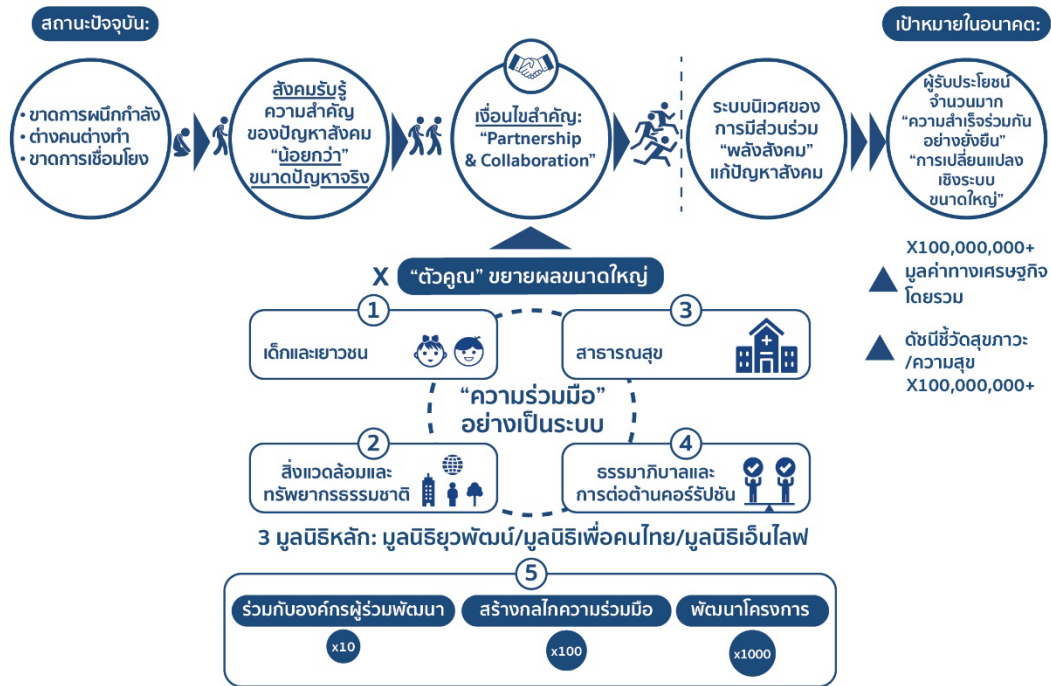 สถานะปัจจุบัน:
เป้าหมายในอนาคต:
• ขาดการผนึกกำลัง
• ต่างคนต่างทำ
• ขาดการเชื่อมโยง
สังคมรับรู้
ความสำคัญ
ของปัญหาสังคม
“น้อยกว่า”
ขนาดปัญหาจริง
เงื่อนไขสำคัญ:
“Partnership
& Collaboration”
ระบบนิเวศของ
การมีส่วนร่วม
“พลังสังคม”
แก้ปัญหาสังคม
ผู้รับประโยชน์
จำนวนมาก
“ความสำเร็จร่วมกัน
อย่างยั่งยืน”
“การเปลี่ยนแปลง
เชิงระบบ
ขนาดใหญ่”
X100,000,000+
มูลค่าทางเศรษฐกิจ
โดยรวม
ดัชนีชี้วัดสุขภาวะ
/ความสุข
X100,000,000+
X “ตัวคูณ” ขยายผลขนาดใหญ่
1
เด็กและเยาวชน
3
สาธารณสุข
“ความร่วมมือ”
อย่างเป็นระบบ
2
สิ่งแวดล้อมและ
ทรัพยากรธรรมชาติ
4
ธรรมาภิบาลและ
การต่อต้านคอร์รัปชัน
3 มูลนิธิหลัก: มูลนิธิยุวพัฒน์/มูลนิธิเพื่อคนไทย/มูลนิธิเอ็นไลฟ
5
ร่วมกับองค์กรผู้ร่วมพัฒนา
x10
สร้างกลไกความร่วมมือ
x100
พัฒนาโครงการ
x1000